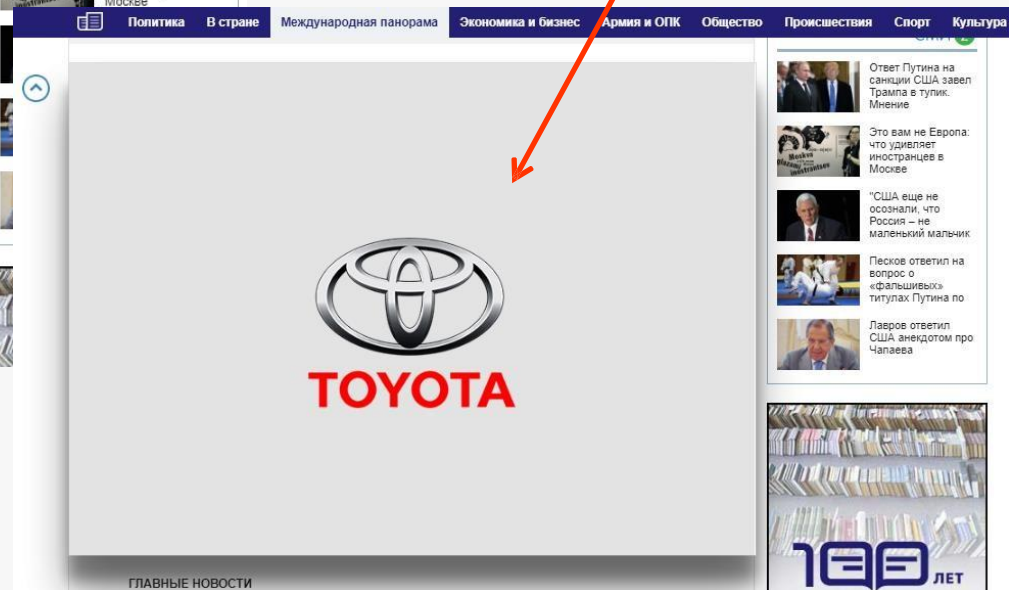 Москве
Политика В стране Международная панорама Экономика и бизнес Армия и ОПК Общество Происшествия Спорт Культура
TOYOTA
ГЛАВНЫЕ НОВОСТИ
Ответ Путина на
санкции США завел
Трампа в тупик.
Мнение
Это вам не Европа:
что удивляет
иностранцев в
Москве
"США еще не
осознали, что
Россия – не
маленький мальчик
Песков ответил на
вопрос о
«фальшивых»
титулах Путина по
Лавров ответил
США анекдотом про
Чапаева
100 ЛЕТ